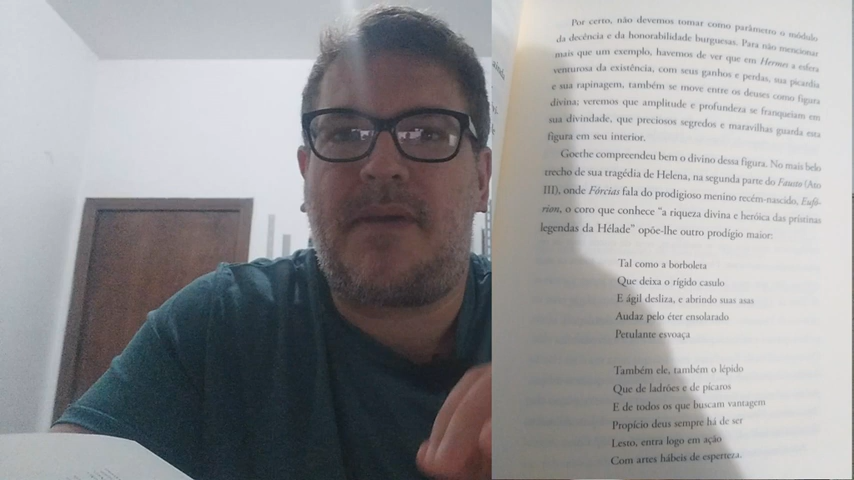 Por certo, não devemos tomar como parâmetro o módulo
da decência e da honorabilidade burguesas. Para não mencionar
mais que um exemplo, havemos de ver que em Hermes a esfera
venturosa da existência, com seus ganhos e perdas, sua picardia
e sua rapinagem, também se move entre os deuses como figura
divina; veremos que amplitude e profundeza se franqueiam em
sua divindade, que preciosos segredos e maravilhas guarda esta
figura em seu interior.
Goethe compreendeu bem o divino dessa figura. No mais belo
trecho de sua tragédia de Helena, na segunda parte do Fausto (Ato
III), onde Fórcias fala do prodigioso menino recém-nascido, Eufó-
rion, o coro que conhece "a riqueza divina e heróica das prístinas
legendas da Hélade" opõe-lhe outro prodígio maior:
Tal como a borboleta
Que deixa o rígido casulo
E ágil desliza, e abrindo suas asas
Audaz pelo éter ensolarado
Petulante esvoaça
Também ele, também o lépido
Que de ladrões e de pícaros
E de todos os que buscam vantagem
Propício deus sempre há de ser
Lesto, entra logo em ação
Com artes hábeis de esperteza.